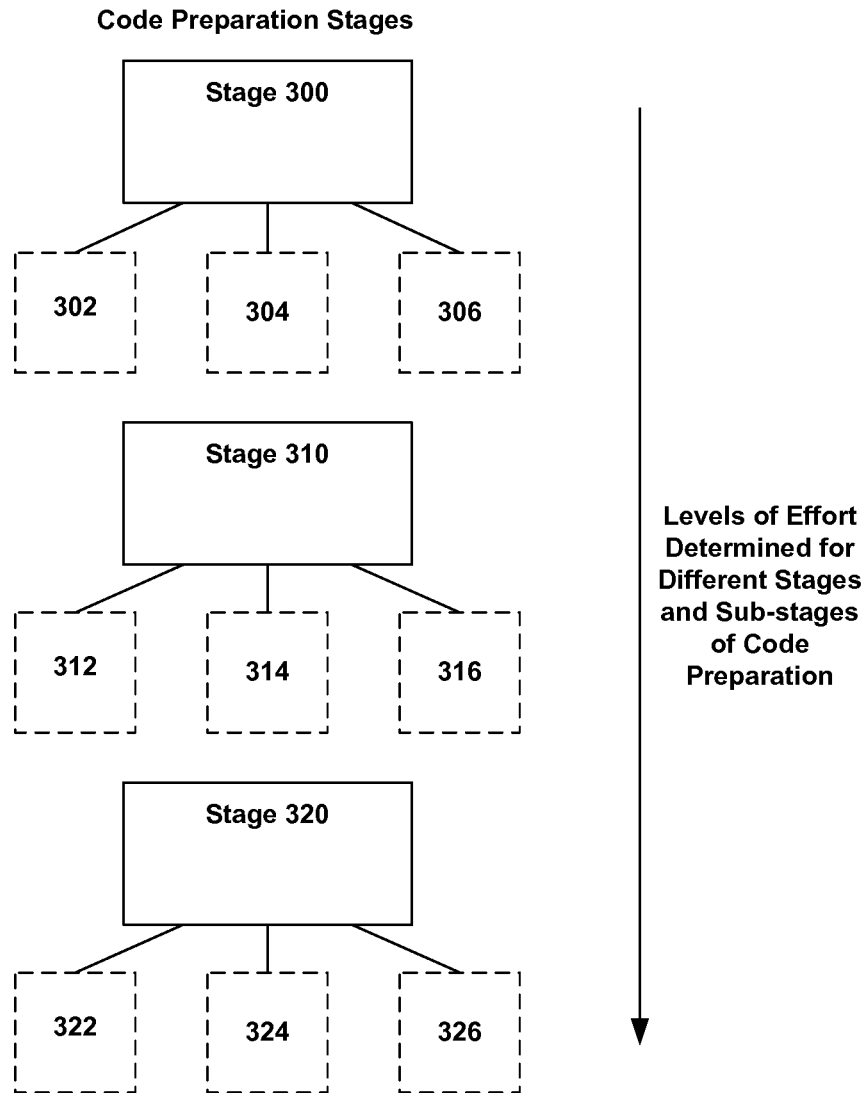 Code Preparation Stages
Stage 300
302
304
306
Stage 310
312
314
316
Levels of Effort
Determined for
Different Stages
and Sub-stages
of Code
Preparation
Stage 320
322
324
326